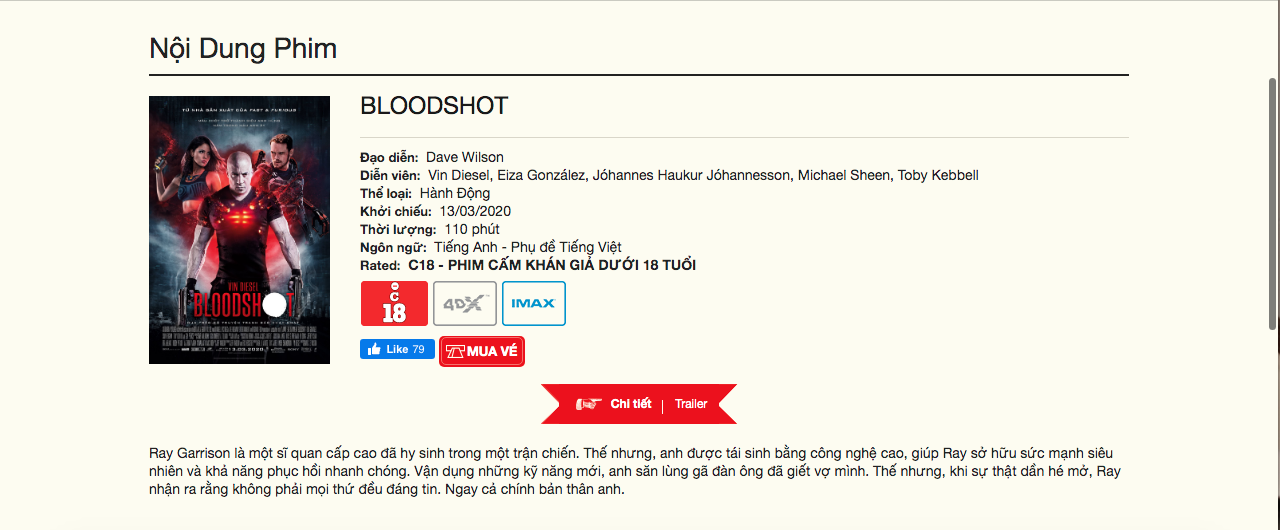 Nội Dung Phim
TỪ NHÀ SẢN XUẤT CỦA FAST & FURIOUS
VIN DIESEL
BLOODSH T
BLOODSHOT
Đạo diễn: Dave Wilson
Diễn viên: Vin Diesel, Eiza González, Jóhannes Haukur Jóhannesson, Michael Sheen, Toby Kebbell
Thể loại: Hành Động
Khởi chiếu: 13/03/2020
Thời lượng: 110 phút
Ngôn ngữ: Tiếng Anh - Phụ đề Tiếng Việt
Rated: C18 - PHIM CẤM KHÁN GIẢ DƯỚI 18 TUỔI
C
18
4DX™
IMAX
Like 79
MUA VÉ
Chi tiết | Trailer
Ray Garrison là một sĩ quan cấp cao đã hy sinh trong một trận chiến. Thế nhưng, anh được tái sinh bằng công nghệ cao, giúp Ray sở hữu sức mạnh siêu
nhiên và khả năng phục hồi nhanh chóng. Vận dụng những kỹ năng mới, anh săn lùng gã đàn ông đã giết vợ mình. Thế nhưng, khi sự thật dần hé mở, Ray
nhận ra rằng không phải mọi thứ đều đáng tin. Ngay cả chính bản thân anh.